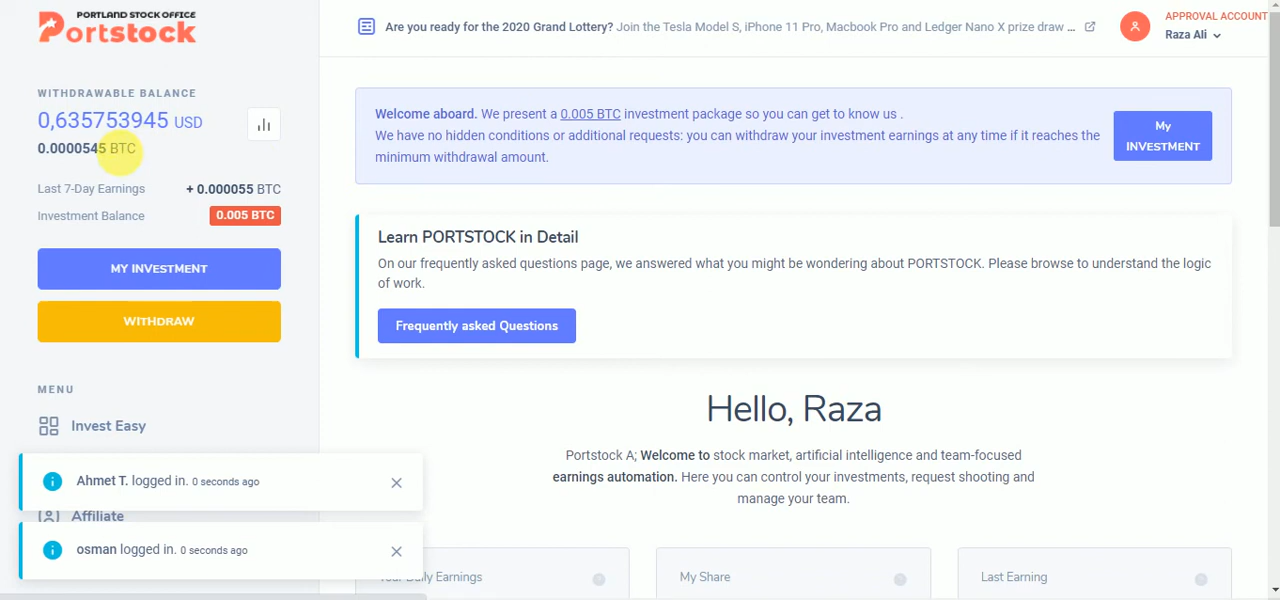 PORTLAND STOCK OFFICE
Portstock
Are you ready for the 2020 Grand Lottery? Join the Tesla Model S, iPhone 11 Pro, Macbook Pro and Ledger Nano X prize draw ...
APPROVAL ACCOUNT
Raza Ali
WITHDRAWABLE BALANCE
0,635753945 USD
0.0000545 BTC
Last 7-Day Earnings + 0.000055 BTC
Investment Balance 0.005 BTC
MY INVESTMENT
WITHDRAW
MENU
Invest Easy
Ahmet T. logged in. 0 seconds ago
Affiliate
osman logged in. 0 seconds ago
Welcome aboard. We present a 0.005 BTC investment package so you can get to know us .
We have no hidden conditions or additional requests: you can withdraw your investment earnings at any time if it reaches the
minimum withdrawal amount.
My
INVESTMENT
Learn PORTSTOCK in Detail
On our frequently asked questions page, we answered what you might be wondering about PORTSTOCK. Please browse to understand the logic
of work.
Frequently asked Questions
Hello, Raza
Portstock A; Welcome to stock market, artificial intelligence and team-focused
earnings automation. Here you can control your investments, request shooting and
manage your team.
Your Daily Earnings
My Share
Last Earning